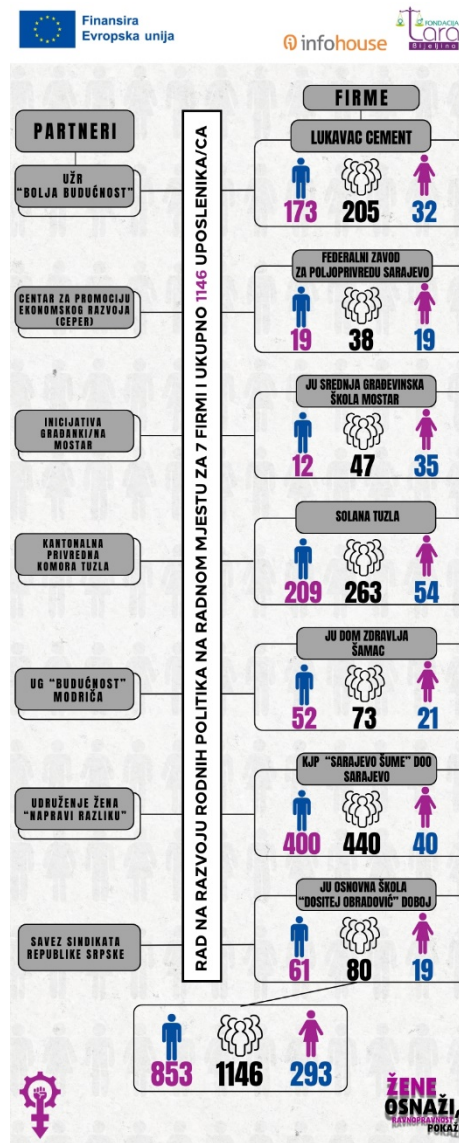 Finansira
Evropska unija
infohouse
FONDACIJA
Lara
Bijeljina
PARTNERI
UŽR
"BOLJA BUDUĆNOST"
CENTAR ZA PROMOCIJU
EKONOMSKOG RAZVOJA
(CEPER)
INICIJATIVA
GRAĐANKI/NA
MOSTAR
KANTONALNA
PRIVREDNA
KOMORA TUZLA
UG "BUDUĆNOST"
MODRIČA
UDRUŽENJE ŽENA
"NAPRAVI RAZLIKU"
SAVEZ SINDIKATA
REPUBLIKE SRPSKE
RAD NA RAZVOJU RODNIH POLITIKA NA RADNOM MJESTU ZA 7 FIRMI I UKUPNO 1146 UPOSLENIKA/CA
FIRME
LUKAVAC CEMENT
173 205 32
FEDERALNI ZAVOD
ZA POLJOPRIVREDU SARAJEVO
19 38 19
JU SREDNJA GRAĐEVINSKA
ŠKOLA MOSTAR
12 47 35
SOLANA TUZLA
209 263 54
JU DOM ZDRAVLJA
ŠAMAC
52 73 21
KJP "SARAJEVO ŠUME" DOO
SARAJEVO
400 440 40
JU OSNOVNA ŠKOLA
"DOSITEJ OBRADOVIĆ" DOBOJ
61 80 19
853 1146 293
ŽENE
OSNAŽI,
RAVNOPRAVNOST
POKAŽ